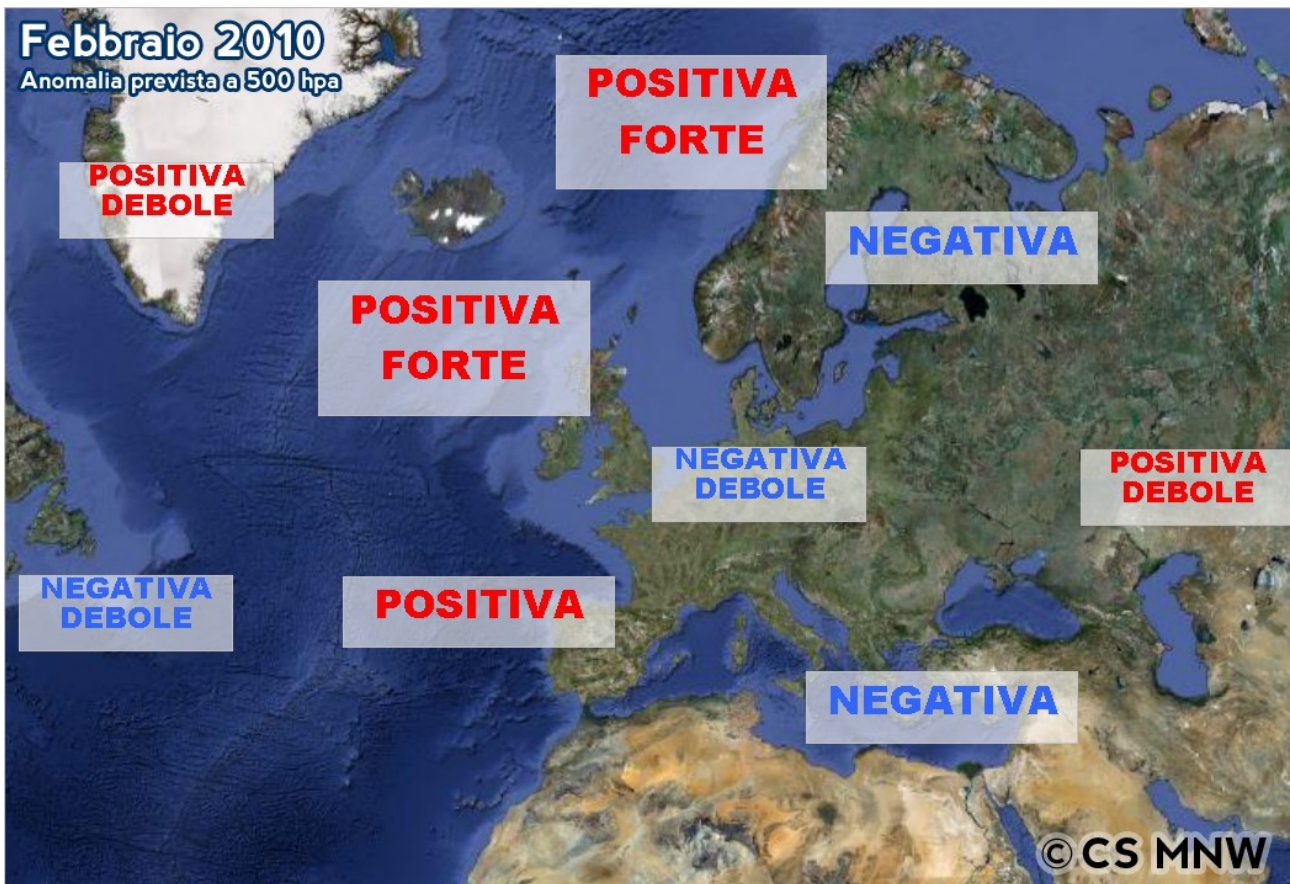 Febbraio 2010
Anomalia prevista a 500 hpa
POSITIVA
FORTE
POSITIVA
DEBOLE
NEGATIVA
POSITIVA
FORTE
NEGATIVA
DEBOLE
POSITIVA
DEBOLE
NEGATIVA
DEBOLE
POSITIVA
NEGATIVA
© CS MNW